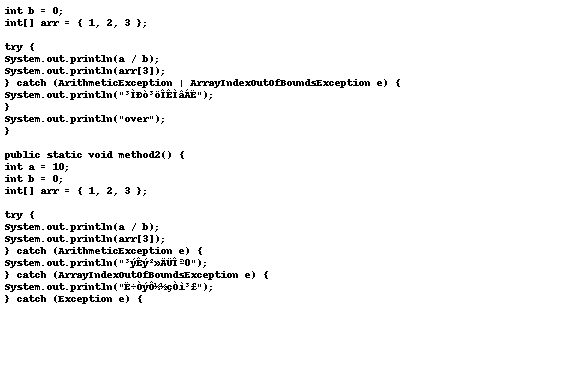 int b = 0;
int[] arr = { 1, 2, 3 };
try {
System.out.println(a / b);
System.out.println(arr[3]);
} catch (ArithmeticException | ArrayIndexOutOfBoundsException e) {
System.out.println("³ÌÐò³öÎÊÌâÁË");
}
System.out.println("over");
}
public static void method2() {
int a = 10;
int b = 0;
int[] arr = { 1, 2, 3 };
try {
System.out.println(a / b);
System.out.println(arr[3]);
} catch (ArithmeticException e) {
System.out.println("³ýÊý²»ÄÜÎª0");
} catch (ArrayIndexOutOfBoundsException e) {
System.out.println("Ë÷ÒýÔ½½çÒì³£");
} catch (Exception e) {